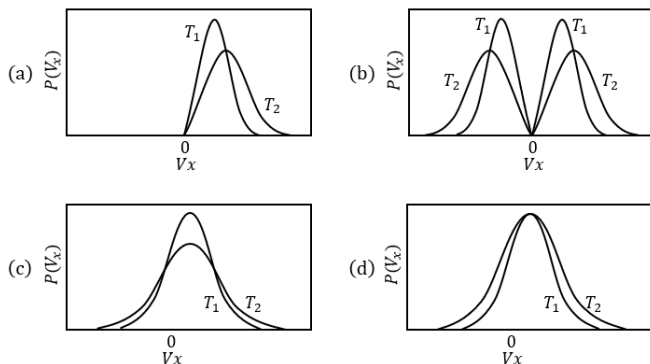 (a) P(Vₓ) T₁ T₂ 0 Vx
(b) P(Vₓ) T₁ T₁ T₂ T₂ 0 Vx
(c) P(Vₓ) T₁ T₂ 0 Vx
(d) P(Vₓ) T₁ T₂ 0 Vx